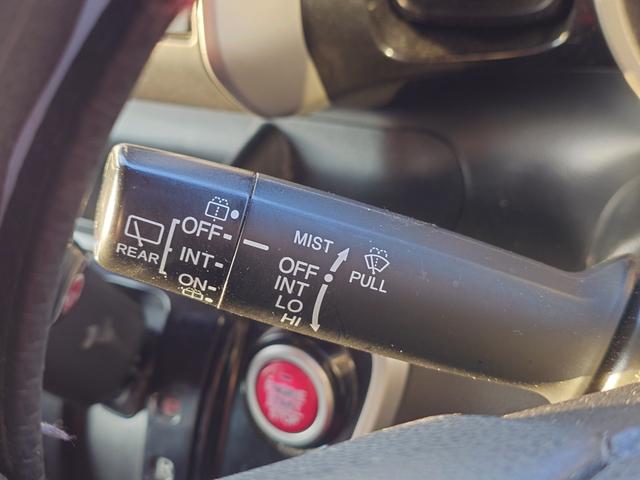 REAR
OFF
INT
ON
MIST
OFF
INT
LO
HI
PULL